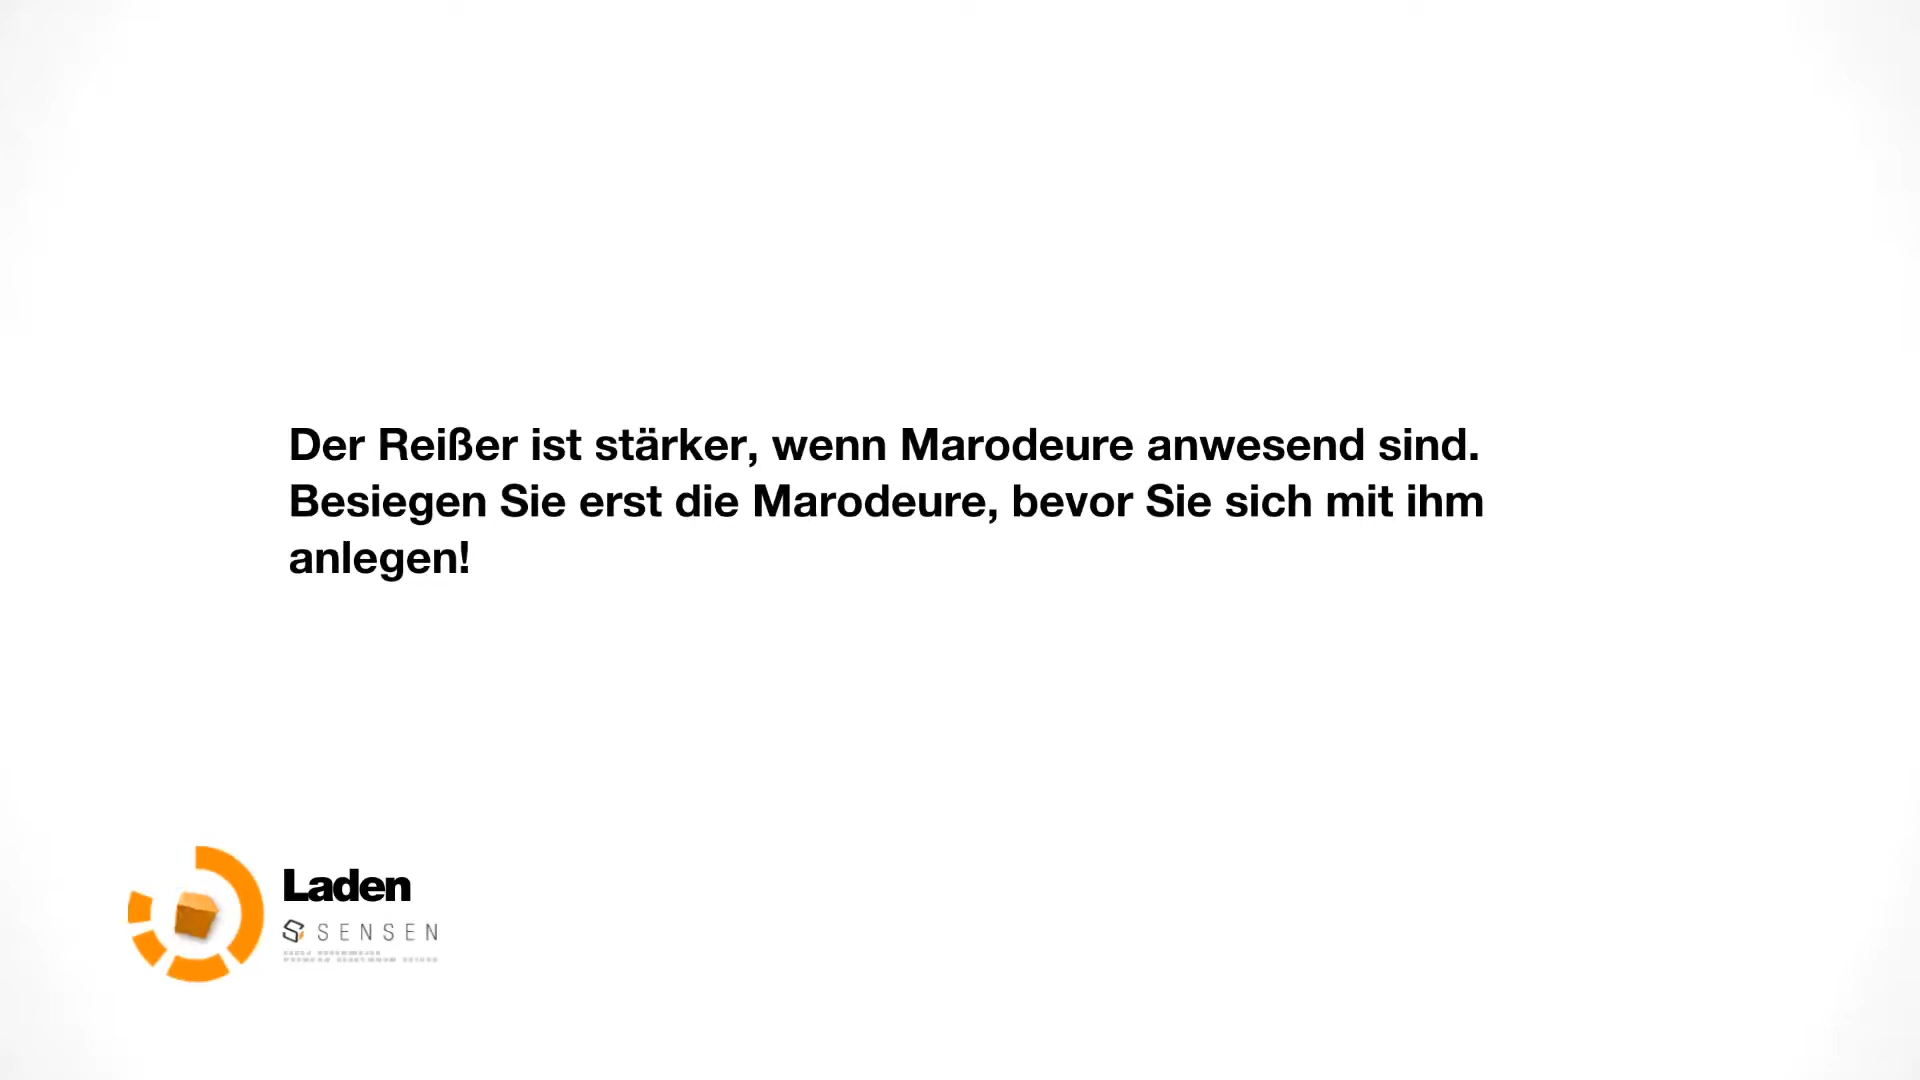 Der Reißer ist stärker, wenn Marodeure anwesend sind.
Besiegen Sie erst die Marodeure, bevor Sie sich mit ihm
anlegen!
Laden
SENSEN